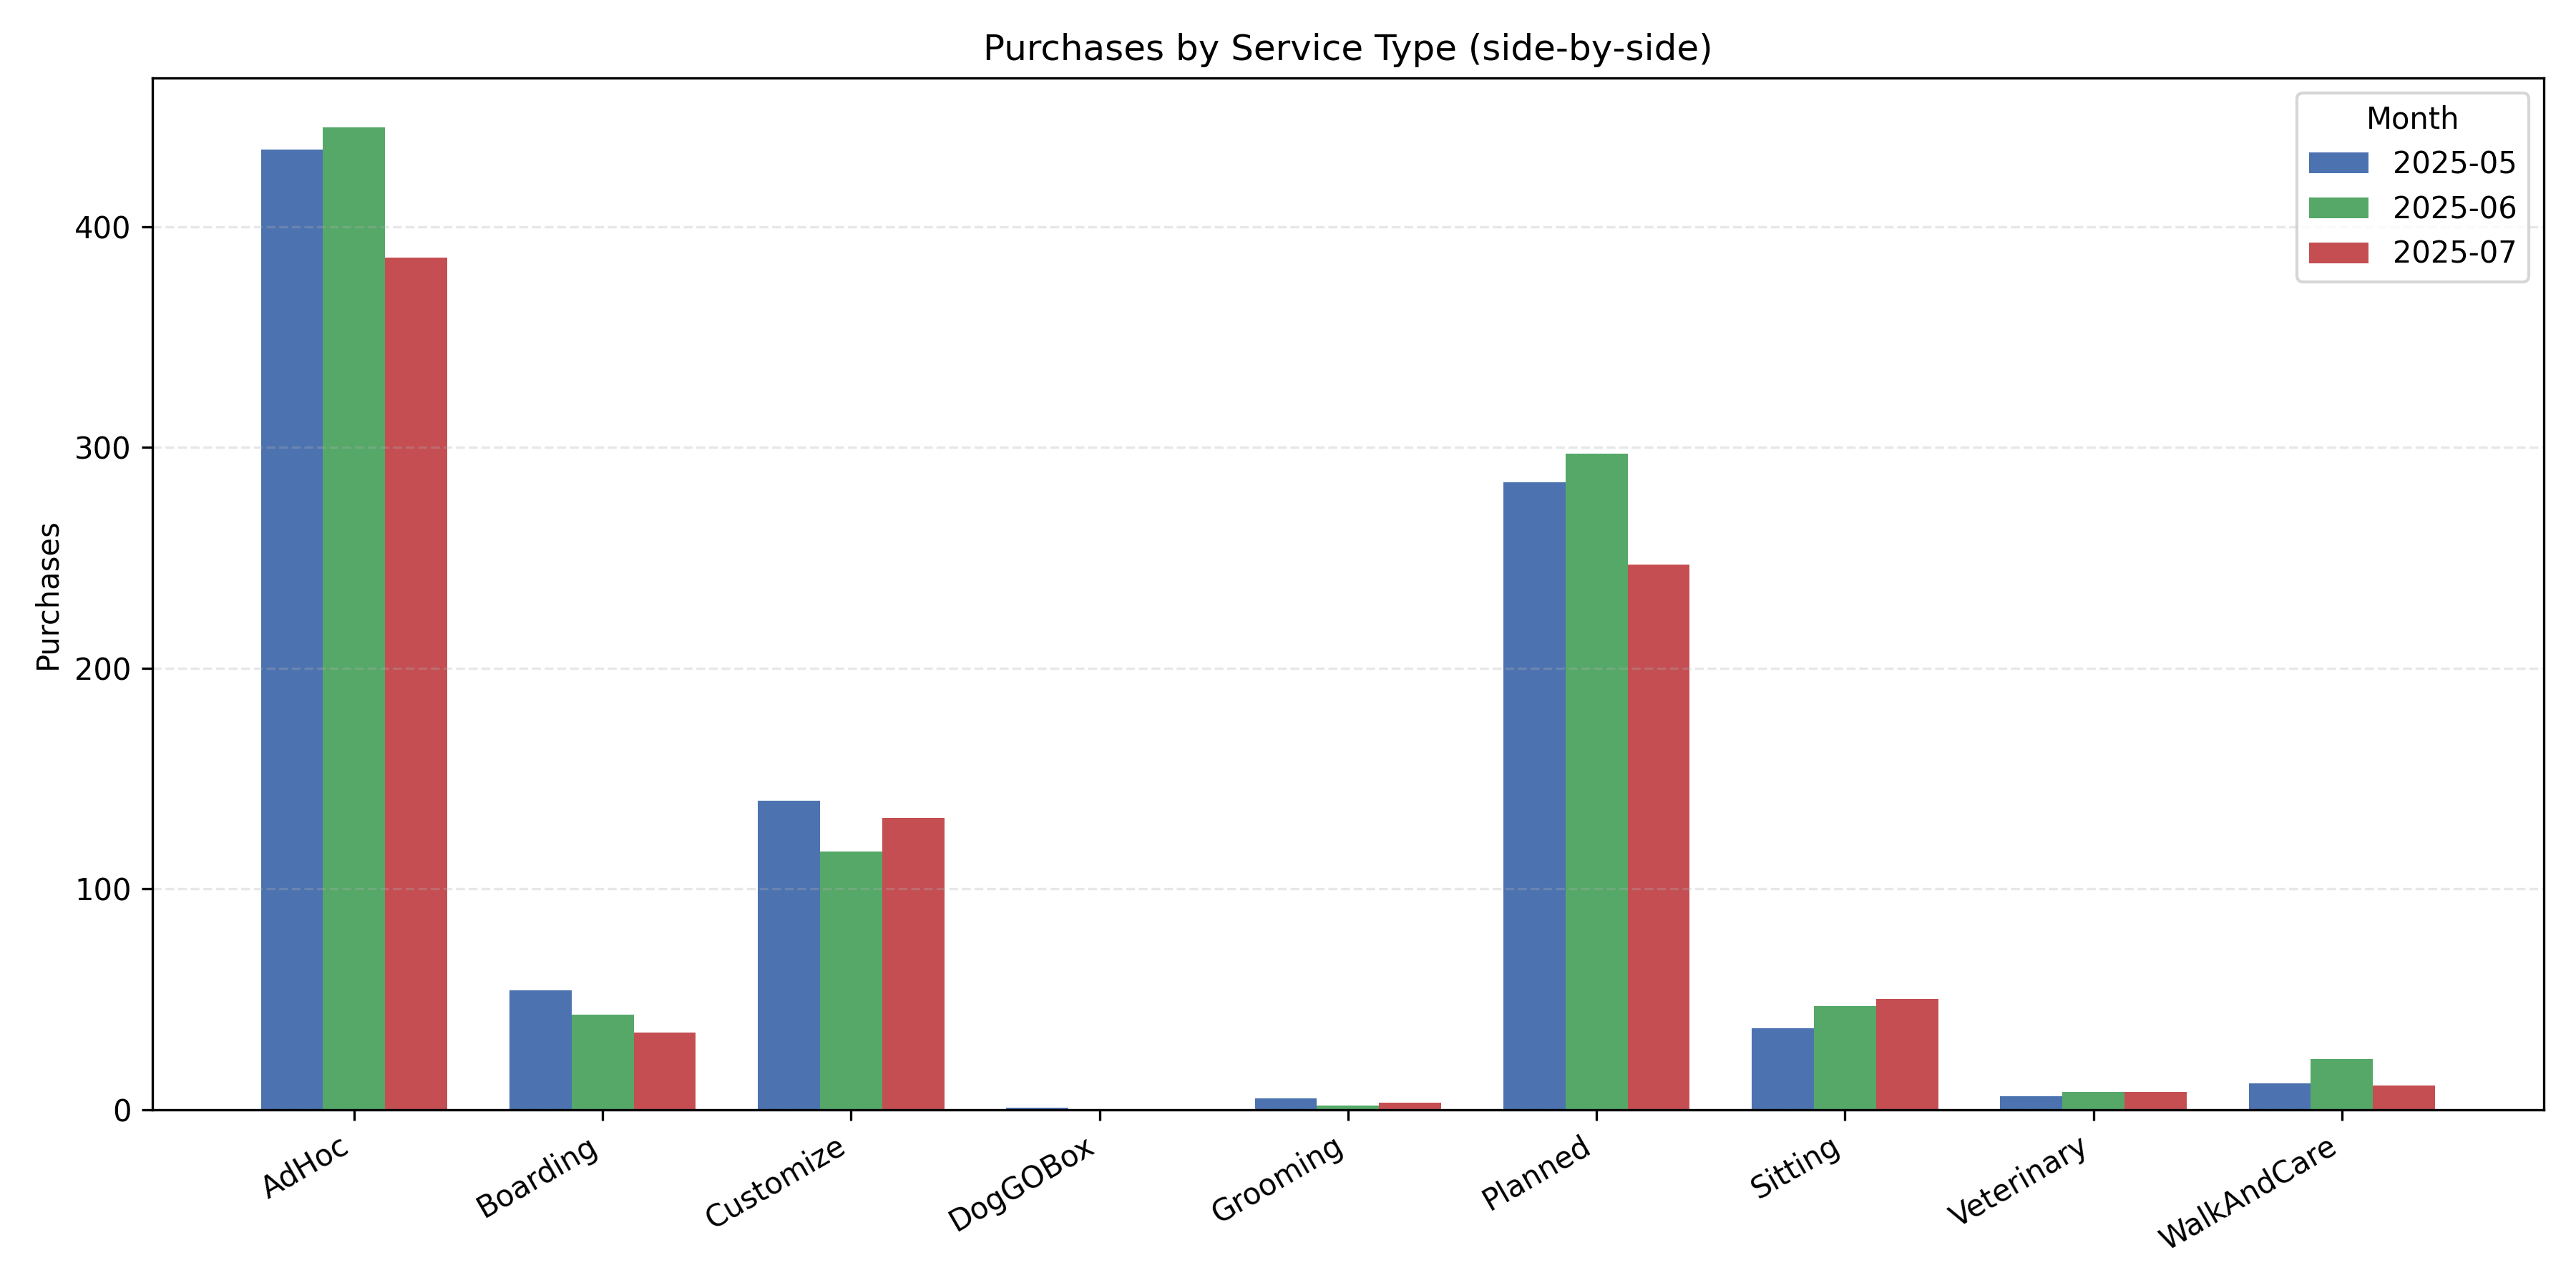 Purchases by Service Type (side-by-side)
Month
2025-05
2025-06
2025-07
Purchases
400
300
200
100
0
AdHoc
Boarding
Customize
DogGOBox
Grooming
Planned
Sitting
Veterinary
WalkAndCare